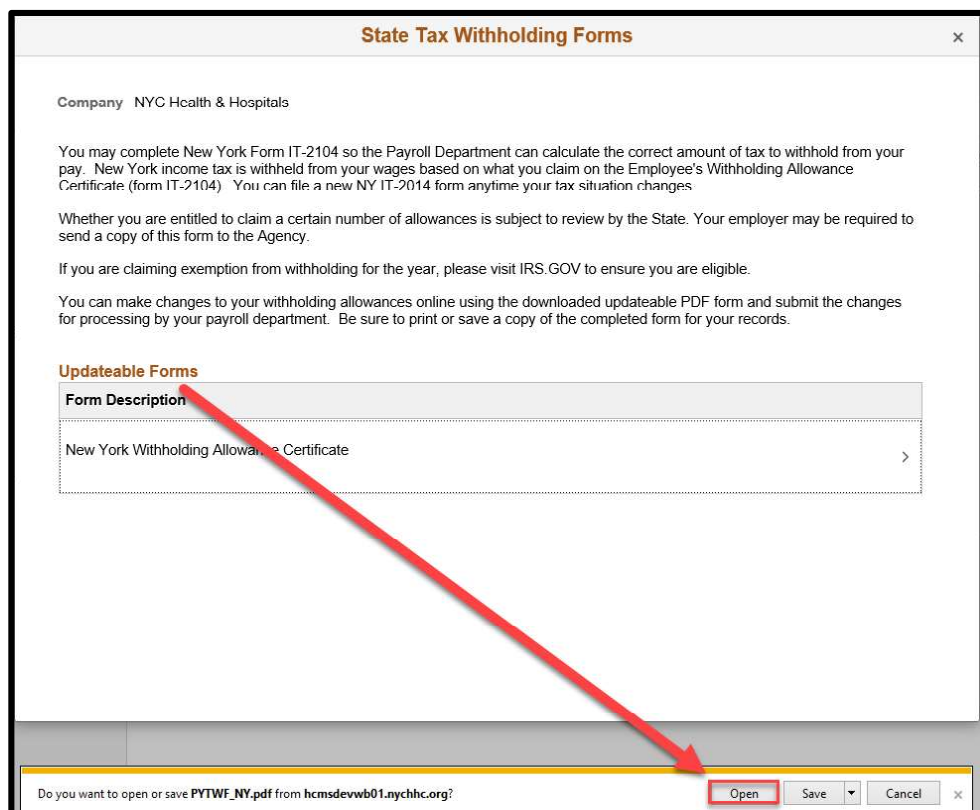 State Tax Withholding Forms
×
Company NYC Health & Hospitals
You may complete New York Form IT-2104 so the Payroll Department can calculate the correct amount of tax to withhold from your
pay. New York income tax is withheld from your wages based on what you claim on the Employee's Withholding Allowance
Certificate (form IT-2104). You can file a new NY IT-2014 form anytime your tax situation changes
Whether you are entitled to claim a certain number of allowances is subject to review by the State. Your employer may be required to
send a copy of this form to the Agency.
If you are claiming exemption from withholding for the year, please visit IRS.GOV to ensure you are eligible.
You can make changes to your withholding allowances online using the downloaded updateable PDF form and submit the changes
for processing by your payroll department. Be sure to print or save a copy of the completed form for your records.
Updateable Forms
Form Description
New York Withholding Allowance Certificate
Do you want to open or save PYTWF_NY.pdf from hcmsdevwb01.nychhc.org?
Open
Save
Cancel
×